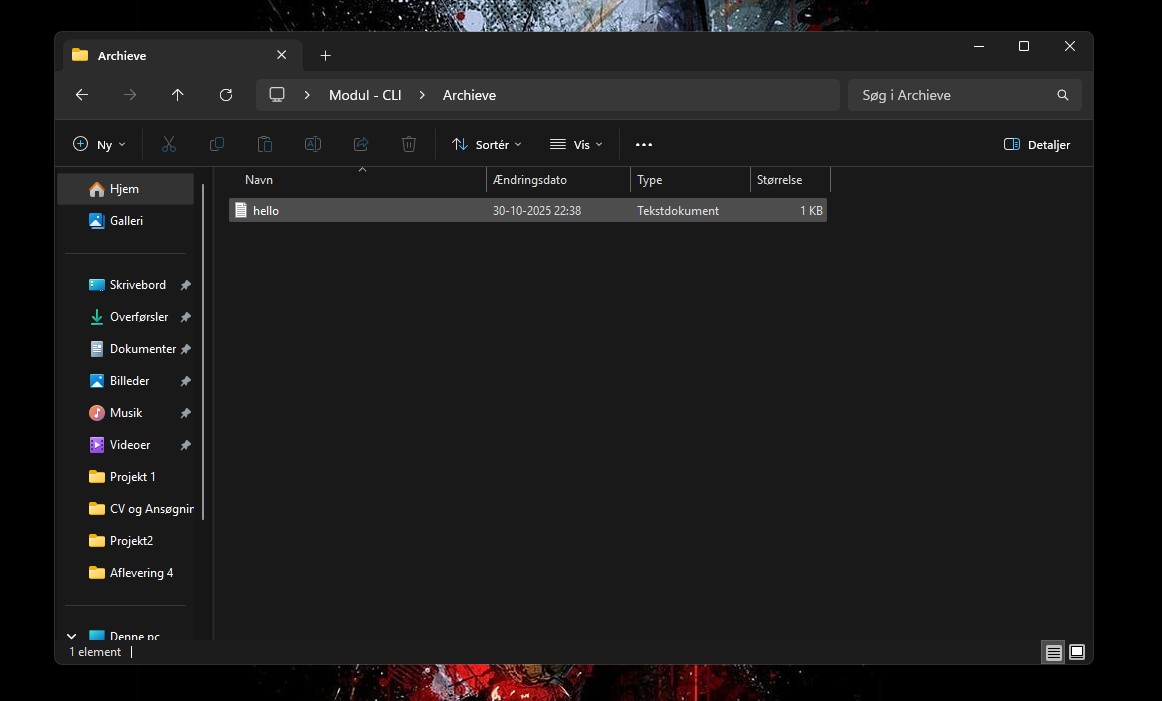 Archieve
Modul - CLI Archieve
Søg i Archieve
Ny
Sortér
Vis
Detaljer
Navn Ændringsdato Type Størrelse
hello 30-10-2025 22:38 Tekstdokument 1 KB
Hjem
Galleri
Skrivebord
Overførsler
Dokumenter
Billeder
Musik
Videoer
Projekt 1
CV og Ansøgnin
Projekt2
Aflevering 4
Denne pc
1 element